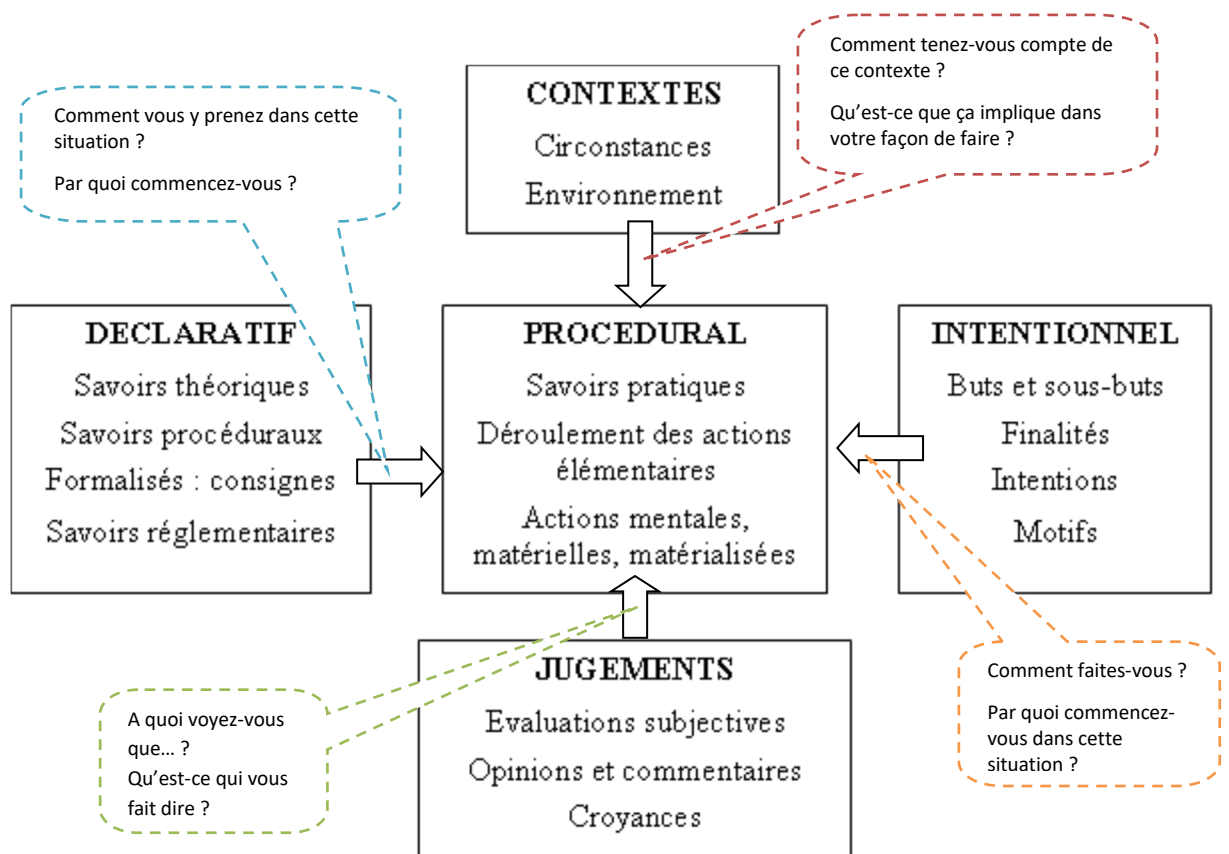 Comment tenez-vous compte de
ce contexte ?
Qu’est-ce que ça implique dans
votre façon de faire ?
CONTEXTES
Circonstances
Environnement
Comment vous y prenez dans cette
situation ?
Par quoi commencez-vous ?
DECLARATIF
Savoirs théoriques
Savoirs procéduraux
Formalisés : consignes
Savoirs réglementaires
PROCEDURAL
Savoirs pratiques
Déroulement des actions
élémentaires
Actions mentales,
matérielles, matérialisées
INTENTIONNEL
Buts et sous-buts
Finalités
Intentions
Motifs
JUGEMENTS
Evaluations subjectives
Opinions et commentaires
Croyances
A quoi voyez-vous
que… ?
Qu’est-ce qui vous
fait dire ?
Comment faites-vous ?
Par quoi commencez-
vous dans cette
situation ?